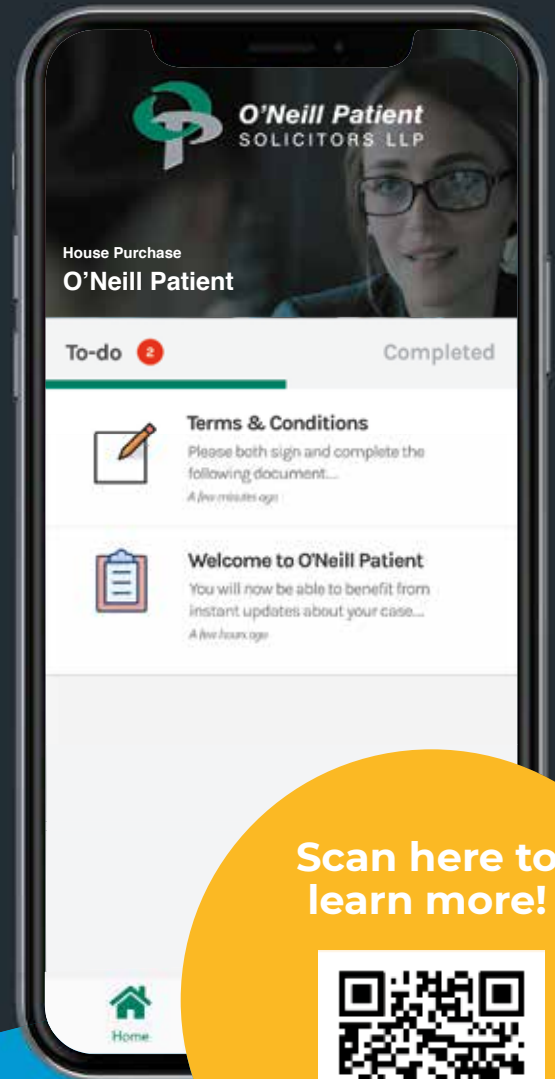 O'Neill Patient
SOLICITORS LLP
House Purchase
O'Neill Patient
To-do 2
Completed
Terms & Conditions
Please both sign and complete the
following document....
A few minutes ago
Welcome to O'Neill Patient
You will now be able to benefit from
instant updates about your case....
A few hours ago
Scan here to
learn more!
Home